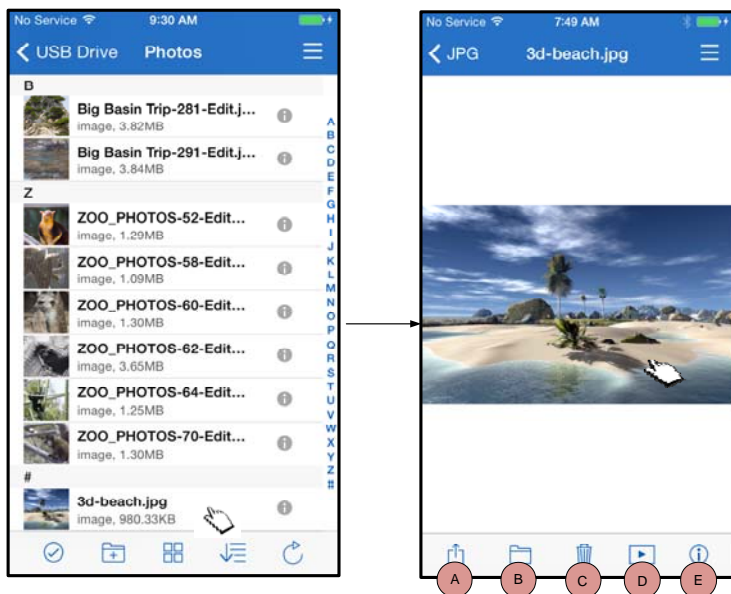 No Service 9:30 AM
USB Drive Photos
B
Big Basin Trip-281-Edit.j...
image, 3.82MB
Big Basin Trip-291-Edit.j...
image, 3.84MB
Z
ZOO_PHOTOS-52-Edit...
image, 1.29MB
ZOO_PHOTOS-58-Edit...
image, 1.09MB
ZOO_PHOTOS-60-Edit...
image, 1.30MB
ZOO_PHOTOS-62-Edit...
image, 3.65MB
ZOO_PHOTOS-64-Edit...
image, 1.25MB
ZOO_PHOTOS-70-Edit...
image, 1.30MB
#
3d-beach.jpg
image, 980.33KB
A
B
C
D
E
F
G
H
I
J
K
L
M
N
O
P
Q
R
S
T
U
V
W
X
Y
Z
#
No Service 7:49 AM
JPG 3d-beach.jpg
A B C D E